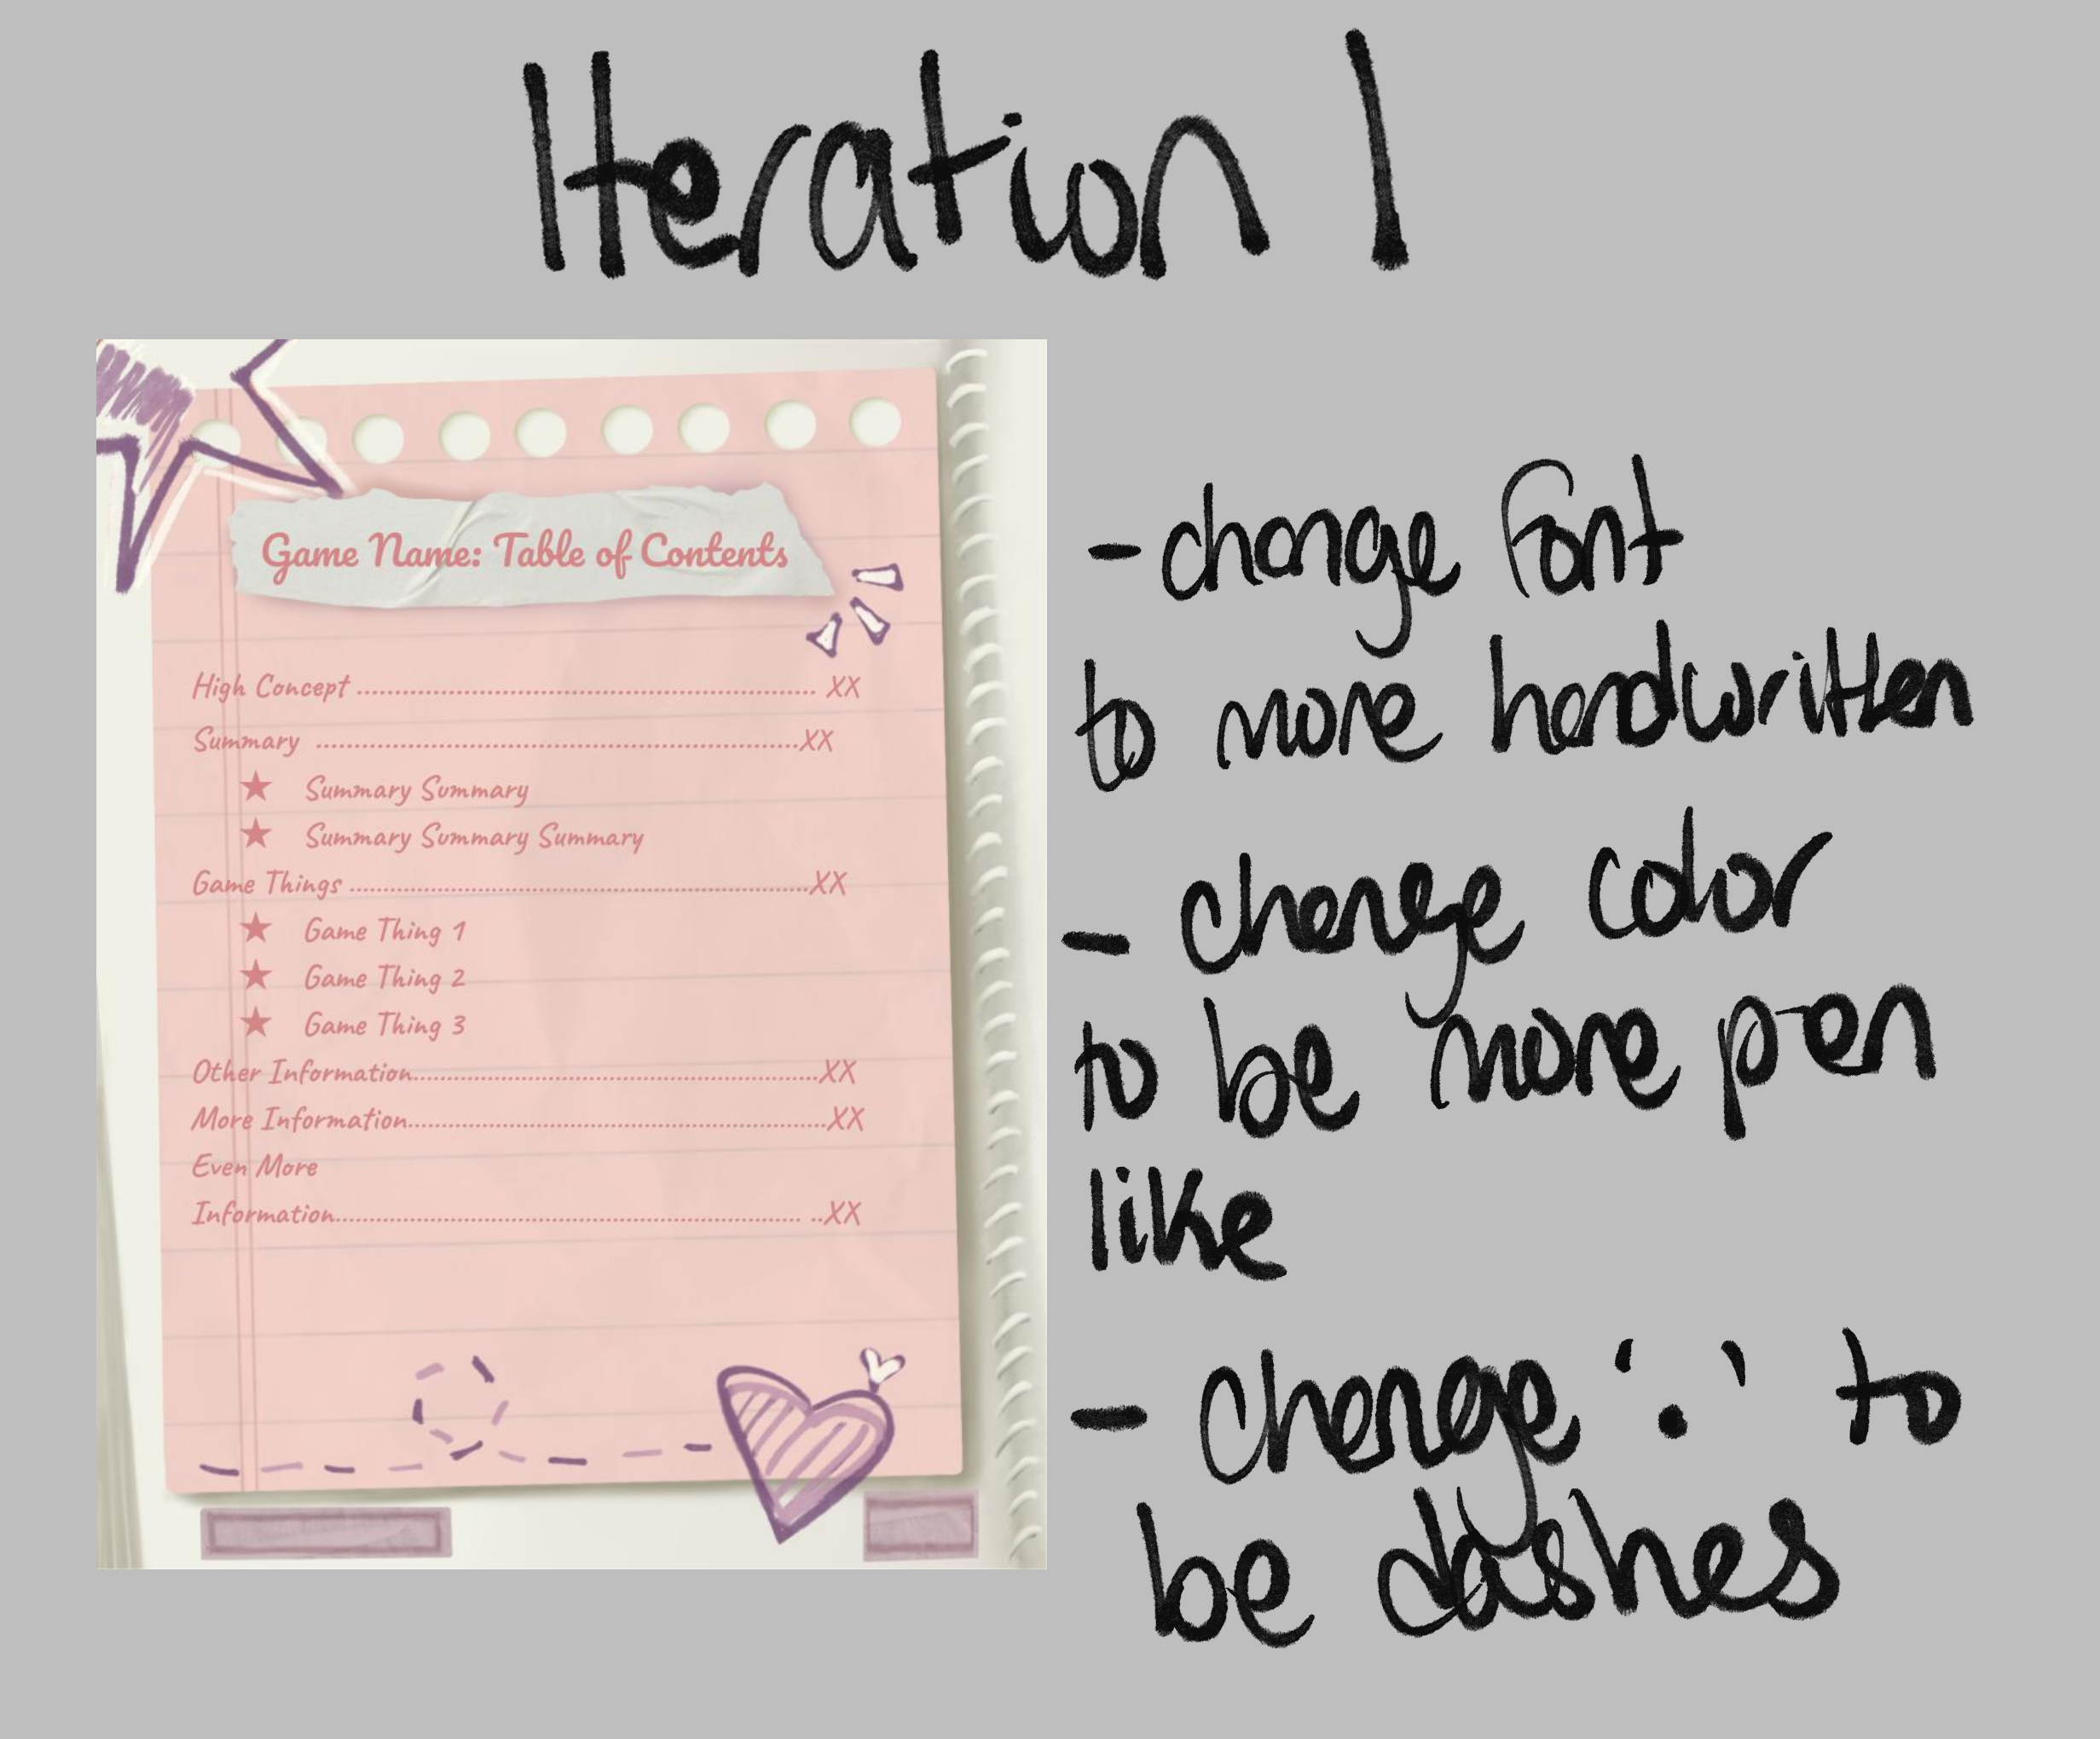 Iteration 1
Game Name: Table of Contents
High Concept ........................................................................ XX
Summary ...........................................................................XX
★ Summary Summary
★ Summary Summary Summary
Game Things ........................................................................XX
★ Game Thing 1
★ Game Thing 2
★ Game Thing 3
Other Information................................................................XX
More Information.................................................................XX
Even More
Information......................................................................... ..XX
- change font
to more handwritten
- change color
to be more pen
like
- change '.' to
be dashes